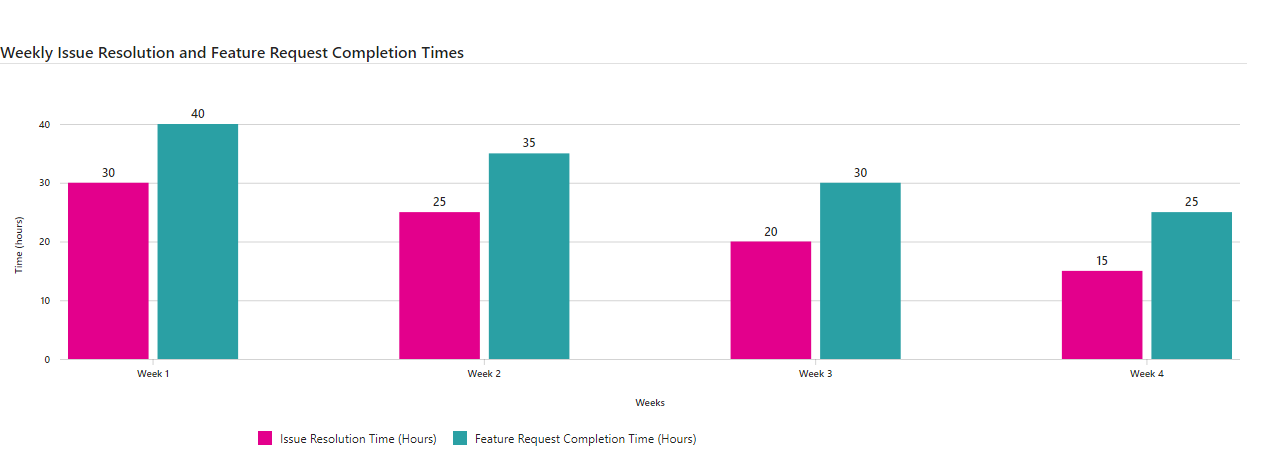 Weekly Issue Resolution and Feature Request Completion Times
40
40
35
30
30
30
25
25
20
20
15
10
0
Time (hours)
Week 1
Week 2
Week 3
Week 4
Weeks
Issue Resolution Time (Hours)
Feature Request Completion Time (Hours)